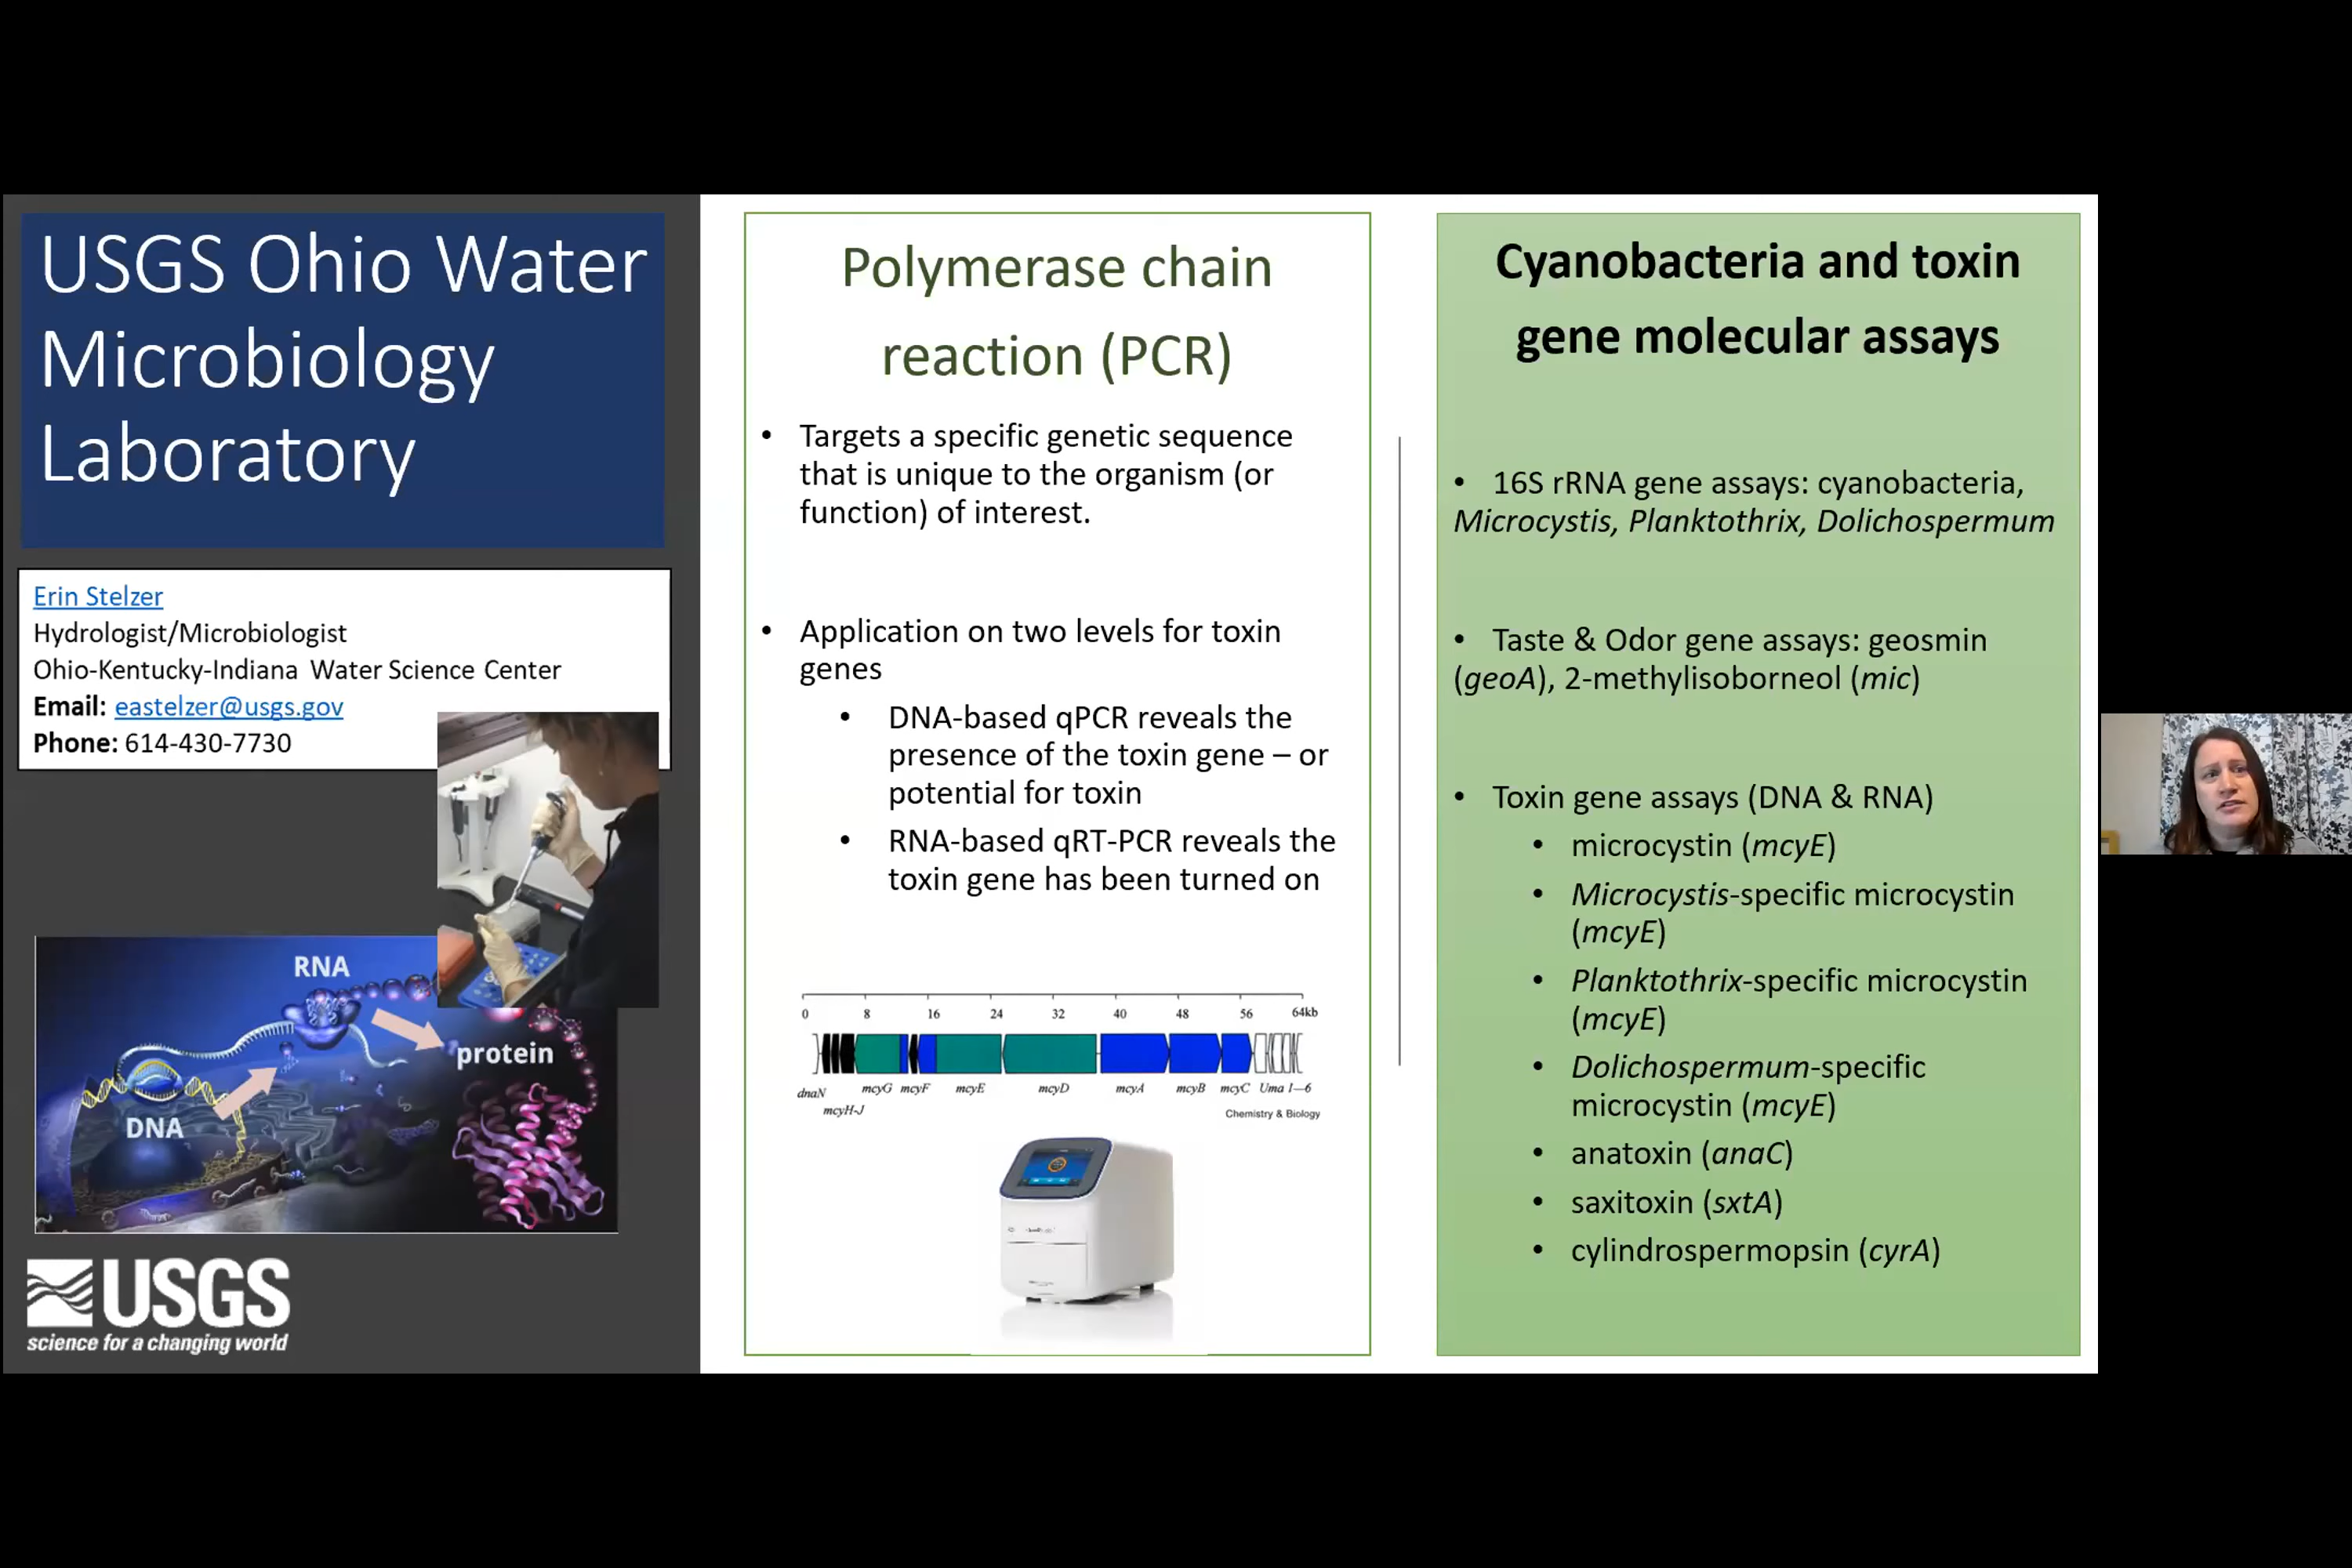 USGS Ohio Water
Microbiology
Laboratory
Erin Stelzer
Hydrologist/Microbiologist
Ohio-Kentucky-Indiana Water Science Center
Email: eastelzer@usgs.gov
Phone: 614-430-7730
RNA
protein
DNA
USGS
science for a changing world
Polymerase chain
reaction (PCR)
• Targets a specific genetic sequence
that is unique to the organism (or
function) of interest.
• Application on two levels for toxin
genes
• DNA-based qPCR reveals the
presence of the toxin gene – or
potential for toxin
• RNA-based qRT-PCR reveals the
toxin gene has been turned on
0 8 16 24 32 40 48 56 64kb
dnaN mcyG mcyF mcyE mcyD mcyA mcyB mcyC Uma 1–6
mcyH-J
Chemistry & Biology
Cyanobacteria and toxin
gene molecular assays
• 16S rRNA gene assays: cyanobacteria,
Microcystis, Planktothrix, Dolichospermum
• Taste & Odor gene assays: geosmin
(geoA), 2-methylisoborneol (mic)
• Toxin gene assays (DNA & RNA)
• microcystin (mcyE)
• Microcystis-specific microcystin
(mcyE)
• Planktothrix-specific microcystin
(mcyE)
• Dolichospermum-specific
microcystin (mcyE)
• anatoxin (anaC)
• saxitoxin (sxtA)
• cylindrospermopsin (cyrA)